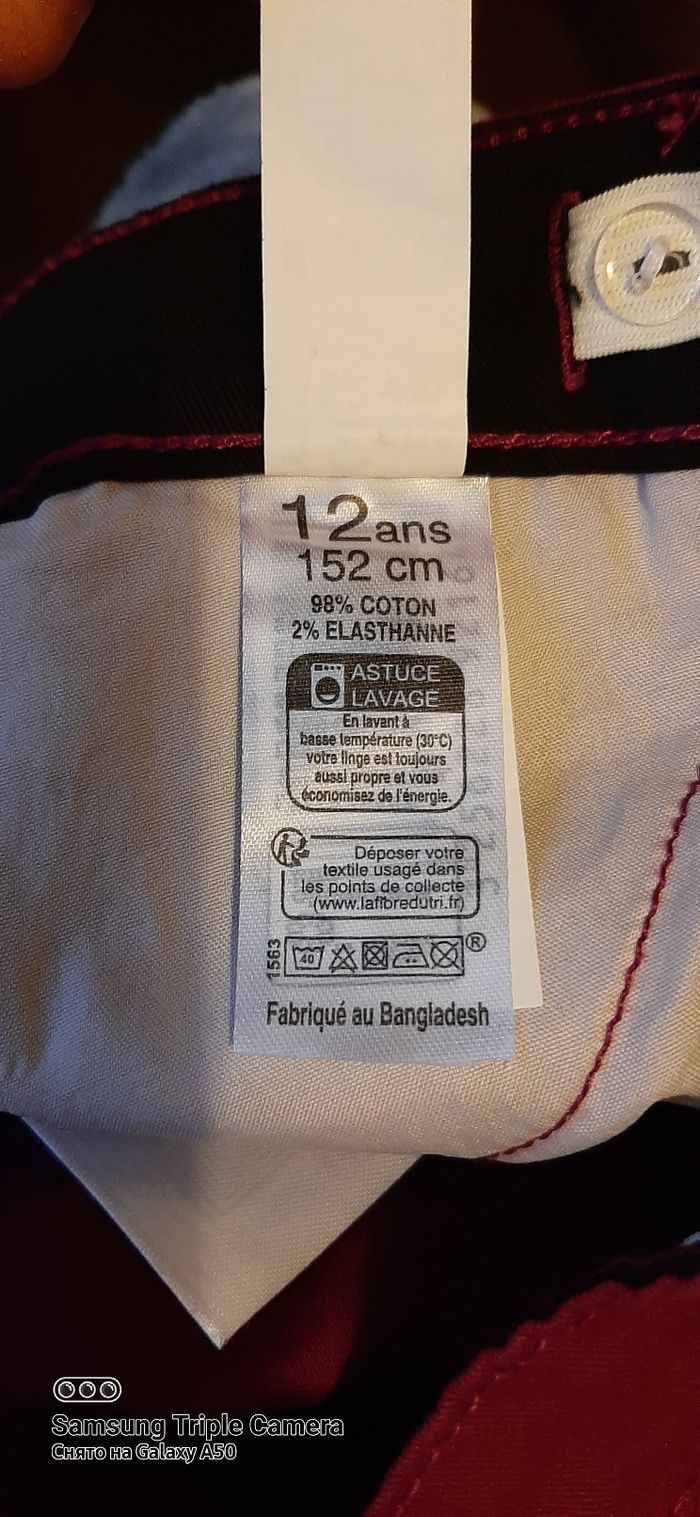 12ans
152 cm
98% COTON
2% ELASTHANNE
ASTUCE
LAVAGE
En lavant à
basse température (30°C)
votre linge est toujours
aussi propre et vous
économisez de l'énergie.
Déposer votre
textile usagé dans
les points de collecte
(www.lafibredutri.fr)
1563
40
®
Fabriqué au Bangladesh
Samsung Triple Camera
Снято на Galaxy A50